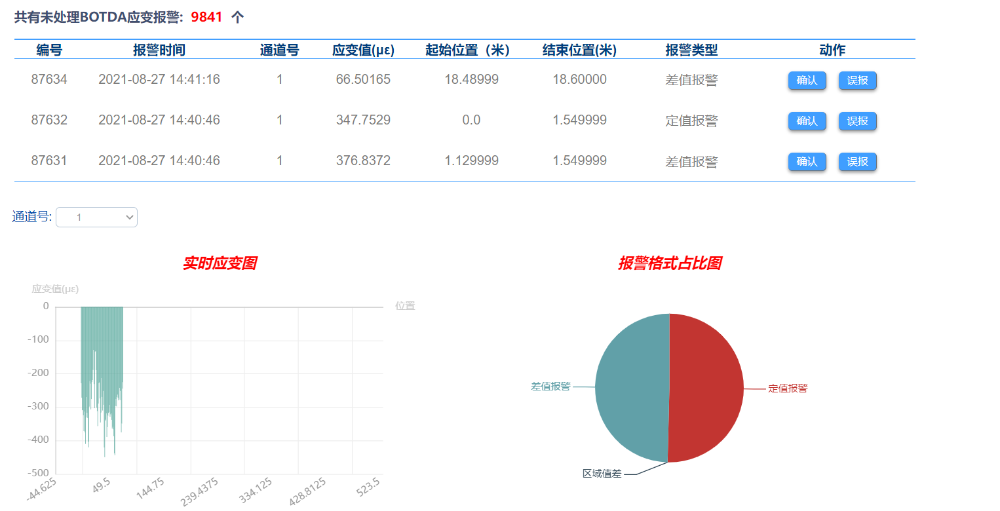 共有未处理BOTDA应变报警: 9841 个
编号 报警时间 通道号 应变值(με) 起始位置（米） 结束位置(米) 报警类型 动作
87634 2021-08-27 14:41:16 1 66.50165 18.48999 18.60000 差值报警 确认 误报
87632 2021-08-27 14:40:46 1 347.7529 0.0 1.549999 定值报警 确认 误报
87631 2021-08-27 14:40:46 1 376.8372 1.129999 1.549999 差值报警 确认 误报
通道号: 1
实时应变图
应变值(με)
位置
0
-100
-200
-300
-400
-500
-44.625 49.5 144.75 239.4375 334.125 428.8125 523.5
报警格式占比图
差值报警
定值报警
区域值差